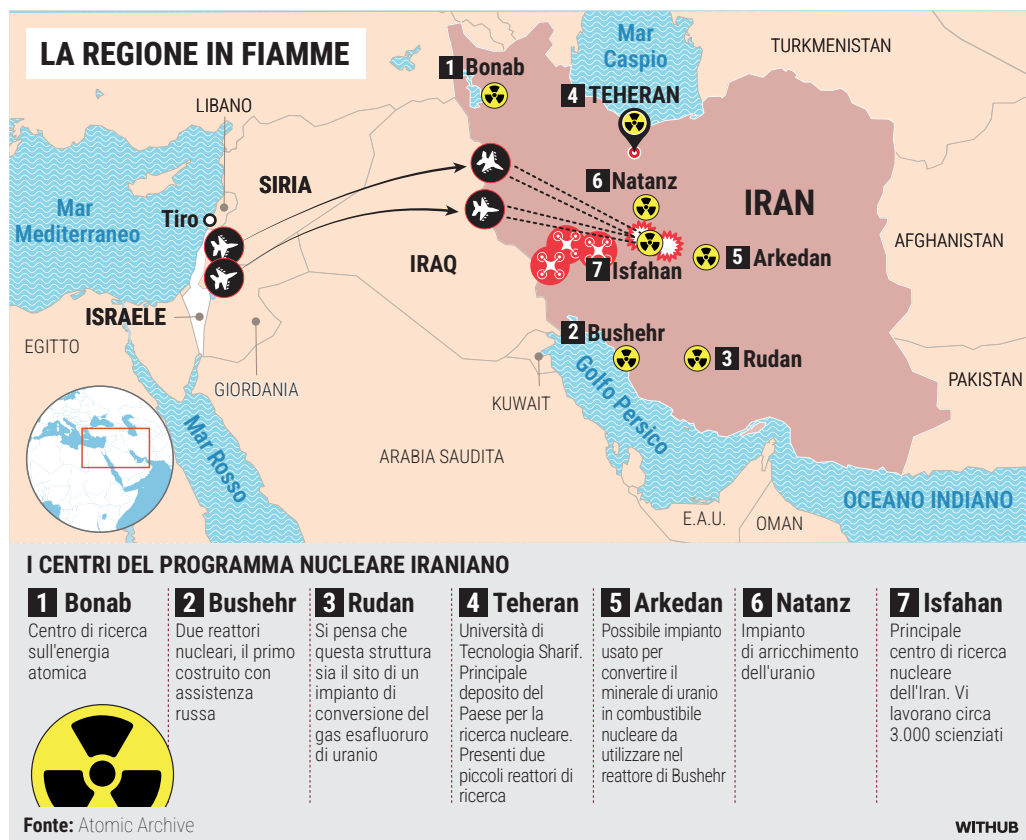 LA REGIONE IN FIAMME
Mar
Caspio
TURKMENISTAN
1 Bonab
4 TEHERAN
LIBANO
SIRIA
6 Natanz
IRAN
Mar
Mediterraneo
Tiro
AFGHANISTAN
IRAQ
7 Isfahan
5 Arkedan
ISRAELE
2 Bushehr
EGITTO
3 Rudan
GIORDANIA
KUWAIT
Golfo Persico
PAKISTAN
Mar Rosso
ARABIA SAUDITA
OCEANO INDIANO
E.A.U.
OMAN
I CENTRI DEL PROGRAMMA NUCLEARE IRANIANO
1 Bonab
Centro di ricerca
sull'energia
atomica
2 Bushehr
Due reattori
nucleari, il primo
costruito con
assistenza
russa
3 Rudan
Si pensa che
questa struttura
sia il sito di un
impianto di
conversione del
gas esafluoruro
di uranio
4 Teheran
Università di
Tecnologia Sharif.
Principale
deposito del
Paese per la
ricerca nucleare.
Presenti due
piccoli reattori di
ricerca
5 Arkedan
Possibile impianto
usato per
convertire il
minerale di uranio
in combustibile
nucleare da
utilizzare nel
reattore di Bushehr
6 Natanz
Impianto
di arricchimento
dell'uranio
7 Isfahan
Principale
centro di ricerca
nucleare
dell'Iran. Vi
lavorano circa
3.000 scienziati
Fonte: Atomic Archive
WITHUB